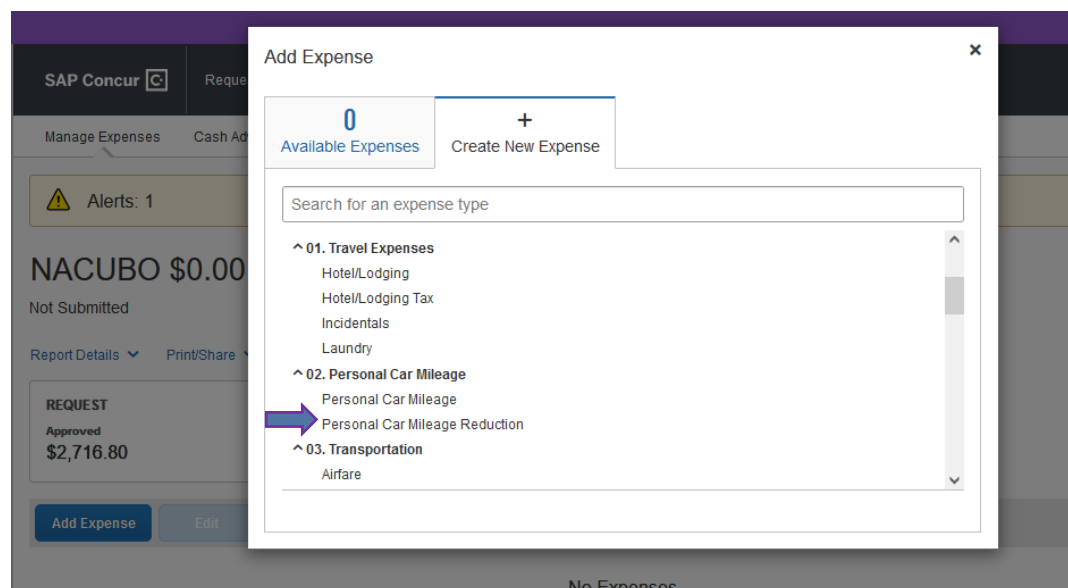 Add Expense
×
SAP Concur C
Reque
0
Available Expenses
+
Create New Expense
Manage Expenses
Cash Ad
Alerts: 1
Search for an expense type
01. Travel Expenses
Hotel/Lodging
Hotel/Lodging Tax
Incidentals
Laundry
NACUBO $0.00
Not Submitted
Report Details
Print/Share
02. Personal Car Mileage
Personal Car Mileage
Personal Car Mileage Reduction
03. Transportation
Airfare
REQUEST
Approved
$2,716.80
Add Expense
Edit
No Expenses